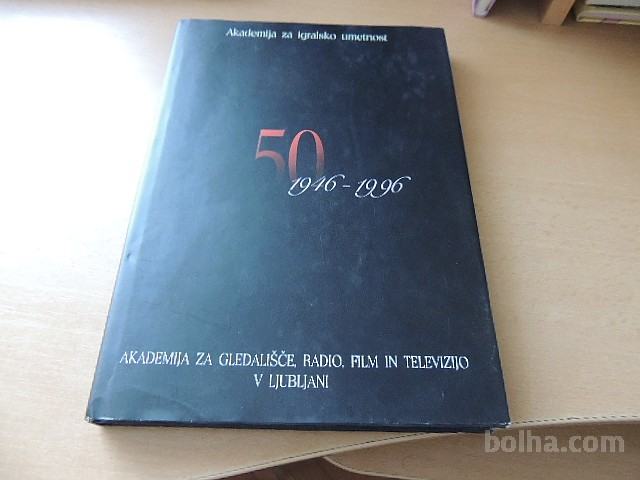 Akademija za igralsko umetnost
50
1946-1996
AKADEMIJA ZA GLEDALIŠČE, RADIO, FILM IN TELEVIZIJO
V LJUBLJANI
bolha.com